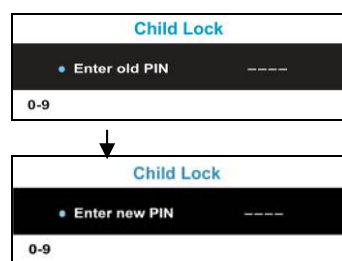 Child Lock
• Enter old PIN ----
0-9
Child Lock
• Enter new PIN ----
0-9